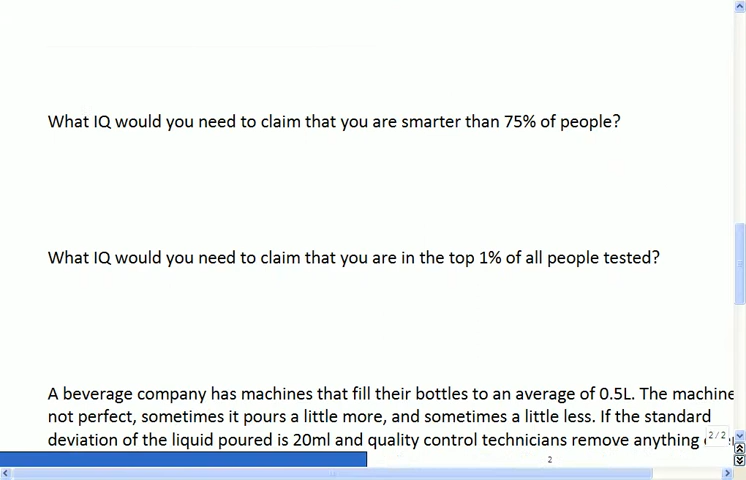 What IQ would you need to claim that you are smarter than 75% of people?
What IQ would you need to claim that you are in the top 1% of all people tested?
A beverage company has machines that fill their bottles to an average of 0.5L. The machine
not perfect, sometimes it pours a little more, and sometimes a little less. If the standard
deviation of the liquid poured is 20ml and quality control technicians remove anything
2/2
2